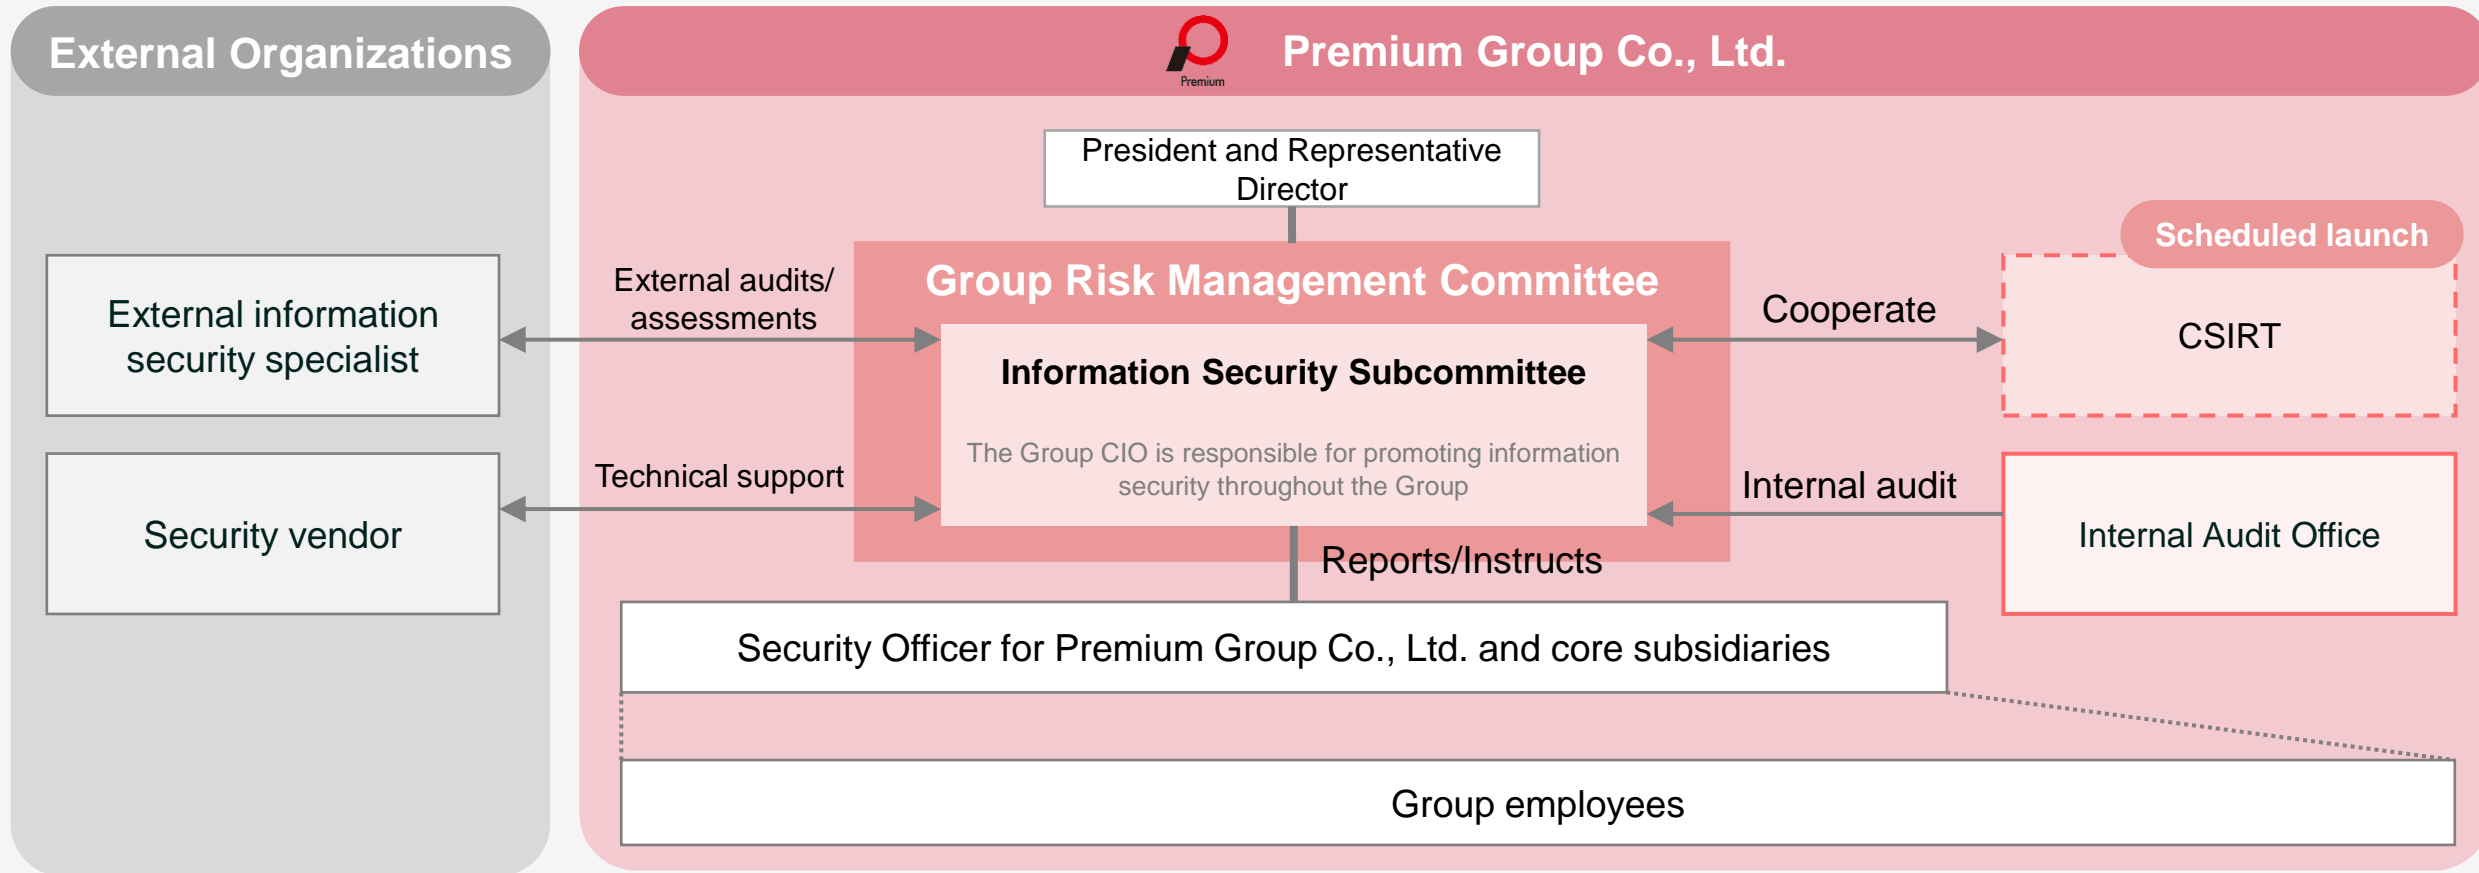 External Organizations
Premium
Premium Group Co., Ltd.
President and Representative
Director
Scheduled launch
External information
security specialist
External audits/
assessments
Group Risk Management Committee
Cooperate
CSIRT
Information Security Subcommittee
The Group CIO is responsible for promoting information
security throughout the Group
Security vendor
Technical support
Internal audit
Internal Audit Office
Reports/Instructs
Security Officer for Premium Group Co., Ltd. and core subsidiaries
Group employees